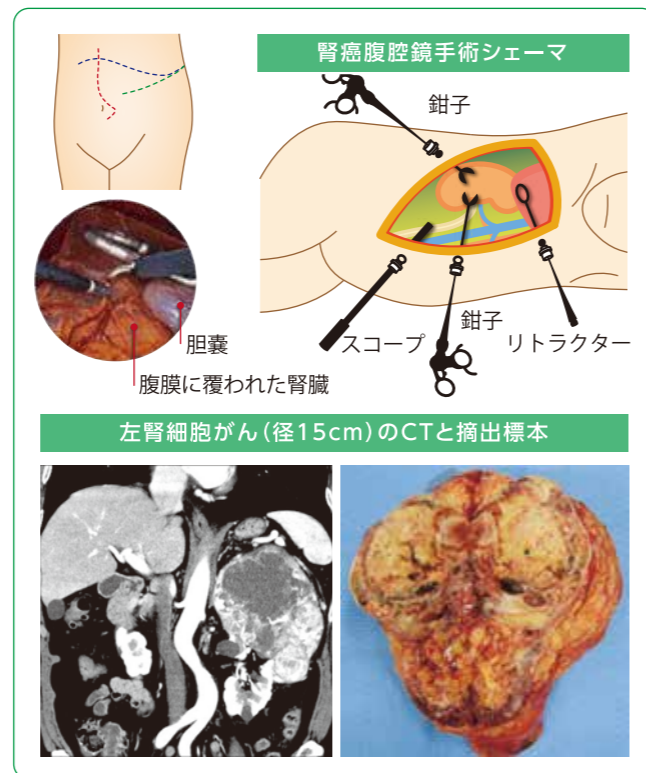 腎癌腹腔鏡手術シェーマ
鉗子
鉗子
スコープ
リトラクター
胆嚢
腹膜に覆われた腎臓
左腎細胞がん(径15cm)のCTと摘出標本